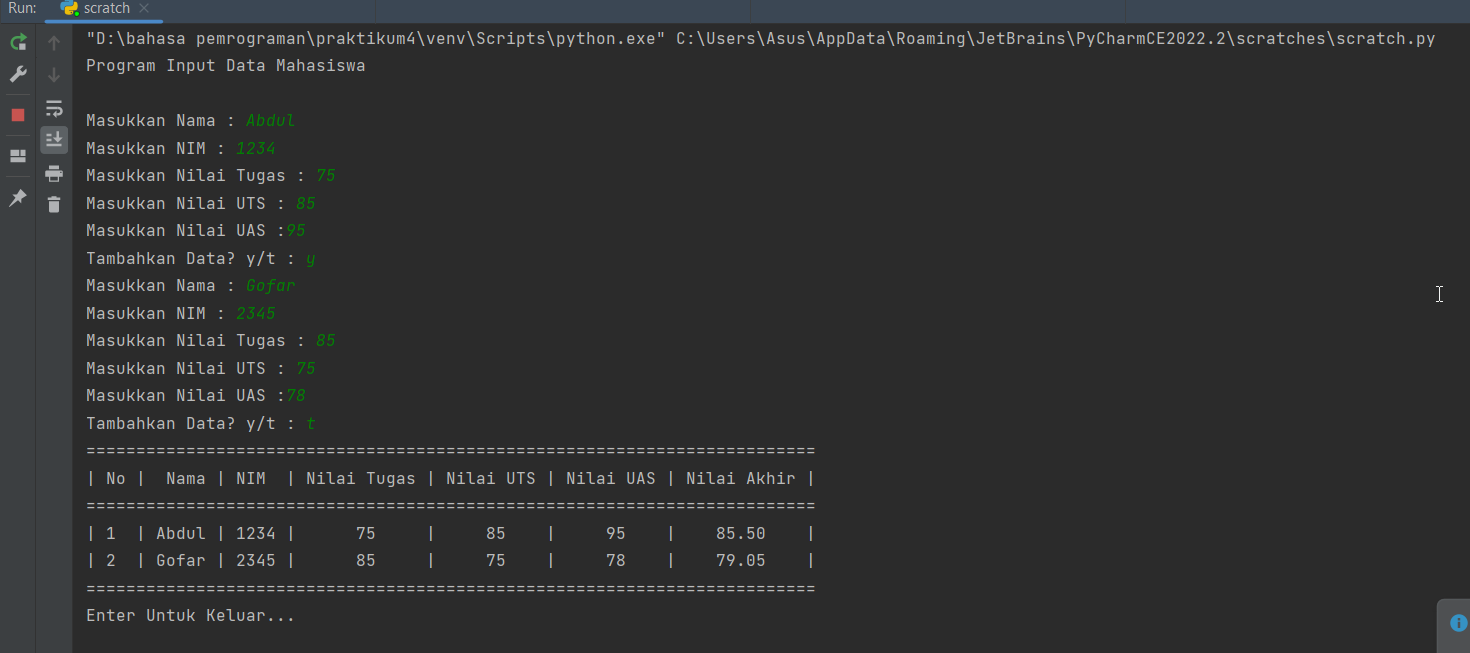 Run: scratch
"D:\bahasa pemrograman\praktikum4\venv\Scripts\python.exe" C:\Users\Asus\AppData\Roaming\JetBrains\PyCharmCE2022.2\scratches\scratch.py
Program Input Data Mahasiswa
Masukkan Nama : Abdul
Masukkan NIM : 1234
Masukkan Nilai Tugas : 75
Masukkan Nilai UTS : 85
Masukkan Nilai UAS :95
Tambahkan Data? y/t : y
Masukkan Nama : Gofar
Masukkan NIM : 2345
Masukkan Nilai Tugas : 85
Masukkan Nilai UTS : 75
Masukkan Nilai UAS :78
Tambahkan Data? y/t : t
=========================================================================
| No |  Nama | NIM  | Nilai Tugas | Nilai UTS | Nilai UAS | Nilai Akhir |
=========================================================================
| 1  | Abdul | 1234 |      75     |     85    |     95    |    85.50    |
| 2  | Gofar | 2345 |      85     |     75    |     78    |    79.05    |
=========================================================================
Enter Untuk Keluar...